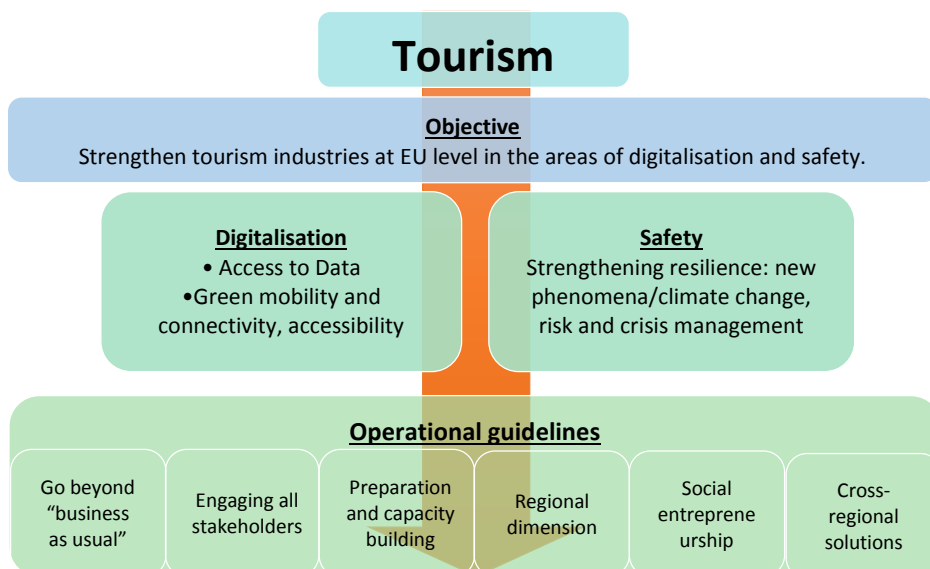 Tourism
Objective
Strengthen tourism industries at EU level in the areas of digitalisation and safety.
Digitalisation
• Access to Data
•Green mobility and
connectivity, accessibility
Safety
Strengthening resilience: new
phenomena/climate change,
risk and crisis management
Operational guidelines
Go beyond
“business
as usual”
Engaging all
stakeholders
Preparation
and capacity
building
Regional
dimension
Social
entreprene
urship
Cross-
regional
solutions